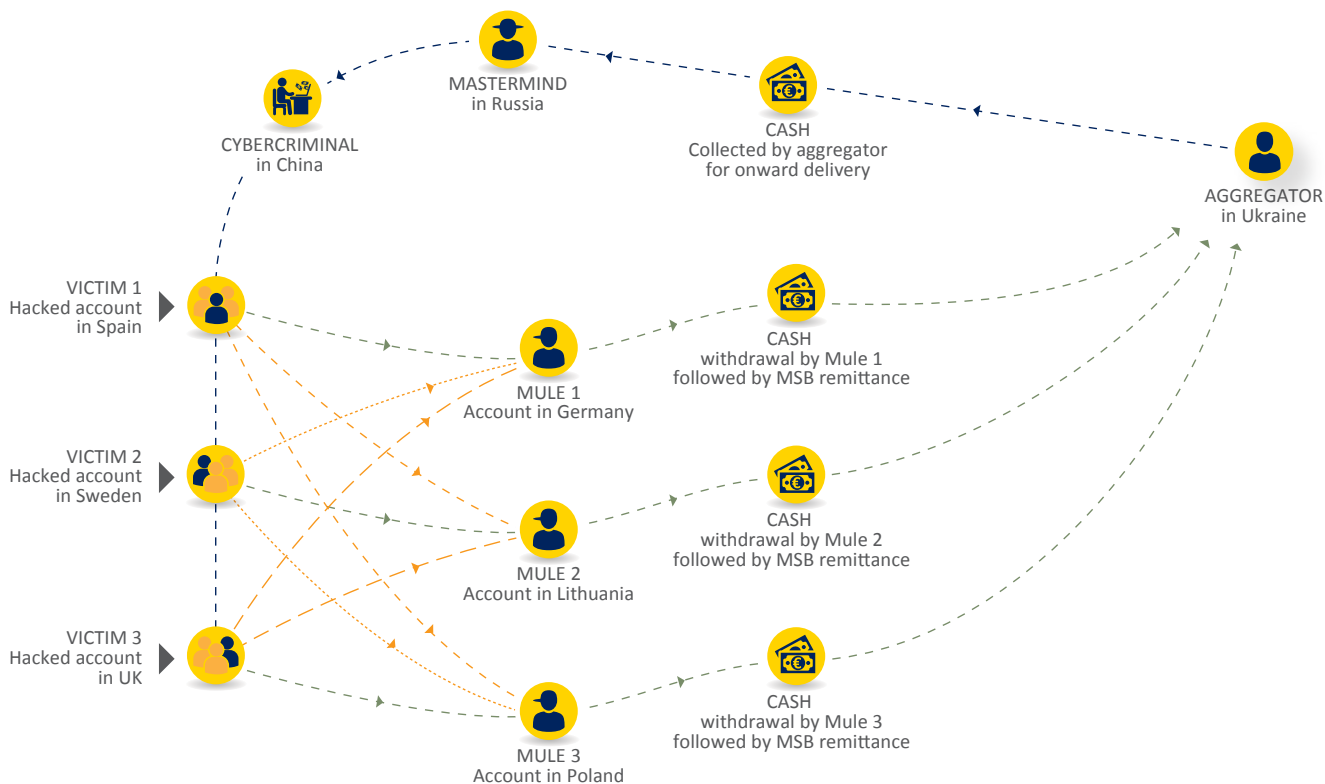 MASTERMIND
in Russia
CYBERCRIMINAL
in China
CASH
Collected by aggregator
for onward delivery
AGGREGATOR
in Ukraine
VICTIM 1
Hacked account
in Spain
MULE 1
Account in Germany
CASH
withdrawal by Mule 1
followed by MSB remittance
VICTIM 2
Hacked account
in Sweden
MULE 2
Account in Lithuania
CASH
withdrawal by Mule 2
followed by MSB remittance
VICTIM 3
Hacked account
in UK
MULE 3
Account in Poland
CASH
withdrawal by Mule 3
followed by MSB remittance